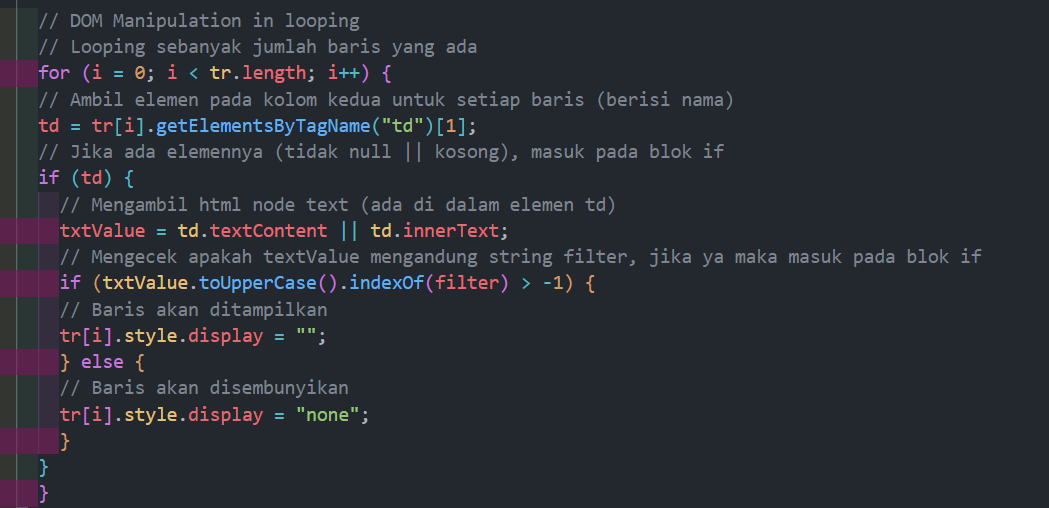 // DOM Manipulation in looping
// Looping sebanyak jumlah baris yang ada
for (i = 0; i < tr.length; i++) {
// Ambil elemen pada kolom kedua untuk setiap baris (berisi nama)
td = tr[i].getElementsByTagName("td")[1];
// Jika ada elemennya (tidak null || kosong), masuk pada blok if
if (td) {
// Mengambil html node text (ada di dalam elemen td)
txtValue = td.textContent || td.innerText;
// Mengecek apakah textValue mengandung string filter, jika ya maka masuk pada blok if
if (txtValue.toUpperCase().indexOf(filter) > -1) {
// Baris akan ditampilkan
tr[i].style.display = "";
} else {
// Baris akan disembunyikan
tr[i].style.display = "none";
}
}
}